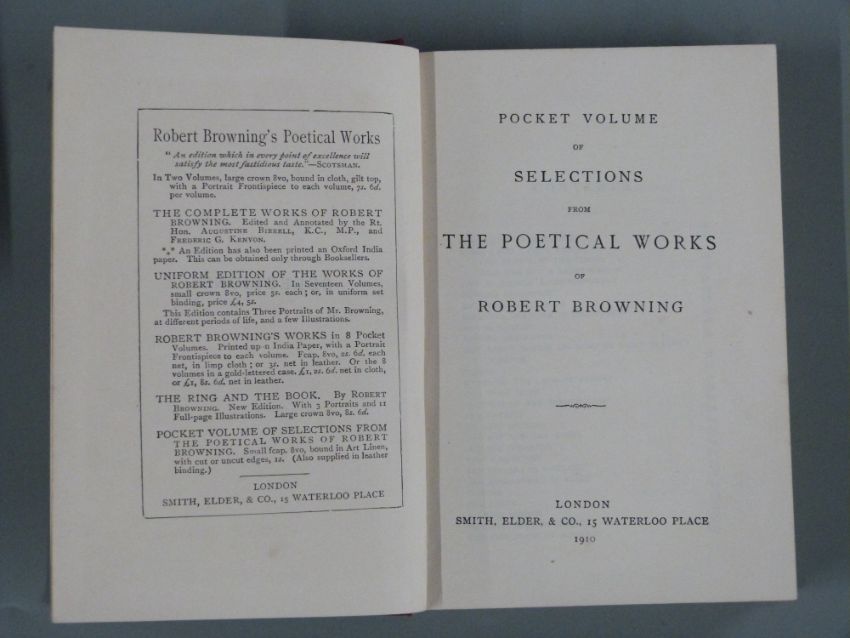 Robert Browning's Poetical Works
"An edition which in every point of excellence will
satisfy the most fastidious taste."—SCOTSMAN.
In Two Volumes, large crown 8vo, bound in cloth, gilt top,
with a Portrait Frontispiece to each volume, 7s. 6d.
per volume.
THE COMPLETE WORKS OF ROBERT
BROWNING. Edited and Annotated by the Rt.
Hon. AUGUSTINE BIRRELL, K.C., M.P., and
FREDERIC G. KENYON.
*** An Edition has also been printed on Oxford India
paper. This can be obtained only through Booksellers.
UNIFORM EDITION OF THE WORKS OF
ROBERT BROWNING. In Seventeen Volumes,
small crown 8vo, price 5s. each; or, in uniform set
binding, price £4, 5s.
This Edition contains Three Portraits of Mr. Browning,
at different periods of life, and a few Illustrations.
ROBERT BROWNING'S WORKS in 8 Pocket
Volumes. Printed upon India Paper, with a Portrait
Frontispiece to each volume. Fcap. 8vo, 2s. 6d. each
net, in limp cloth; or 3s. net in leather. Or the 8
volumes in a gold-lettered case, £1, 2s. 6d. net in cloth,
or £1, 8s. 6d. net in leather.
THE RING AND THE BOOK. By ROBERT
BROWNING. New Edition. With 3 Portraits and 11
Full-page Illustrations. Large crown 8vo, 8s. 6d.
POCKET VOLUME OF SELECTIONS FROM
THE POETICAL WORKS OF ROBERT
BROWNING. Small fcap. 8vo, bound in Art Linen,
with cut or uncut edges, 1s. (Also supplied in leather
binding.)
LONDON
SMITH, ELDER, & CO., 15 WATERLOO PLACE
POCKET VOLUME
OF
SELECTIONS
FROM
THE POETICAL WORKS
OF
ROBERT BROWNING
LONDON
SMITH, ELDER, & CO., 15 WATERLOO PLACE
1910